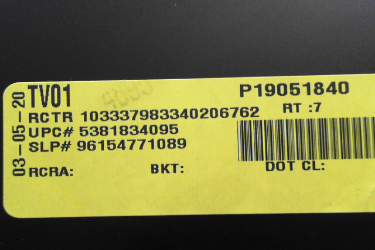 03-05-20
TV01
P19051840
RCTR 103337983340206762
RT :7
UPC# 5381834095
SLP# 96154771089
RCRA:
BKT:
DOT CL: